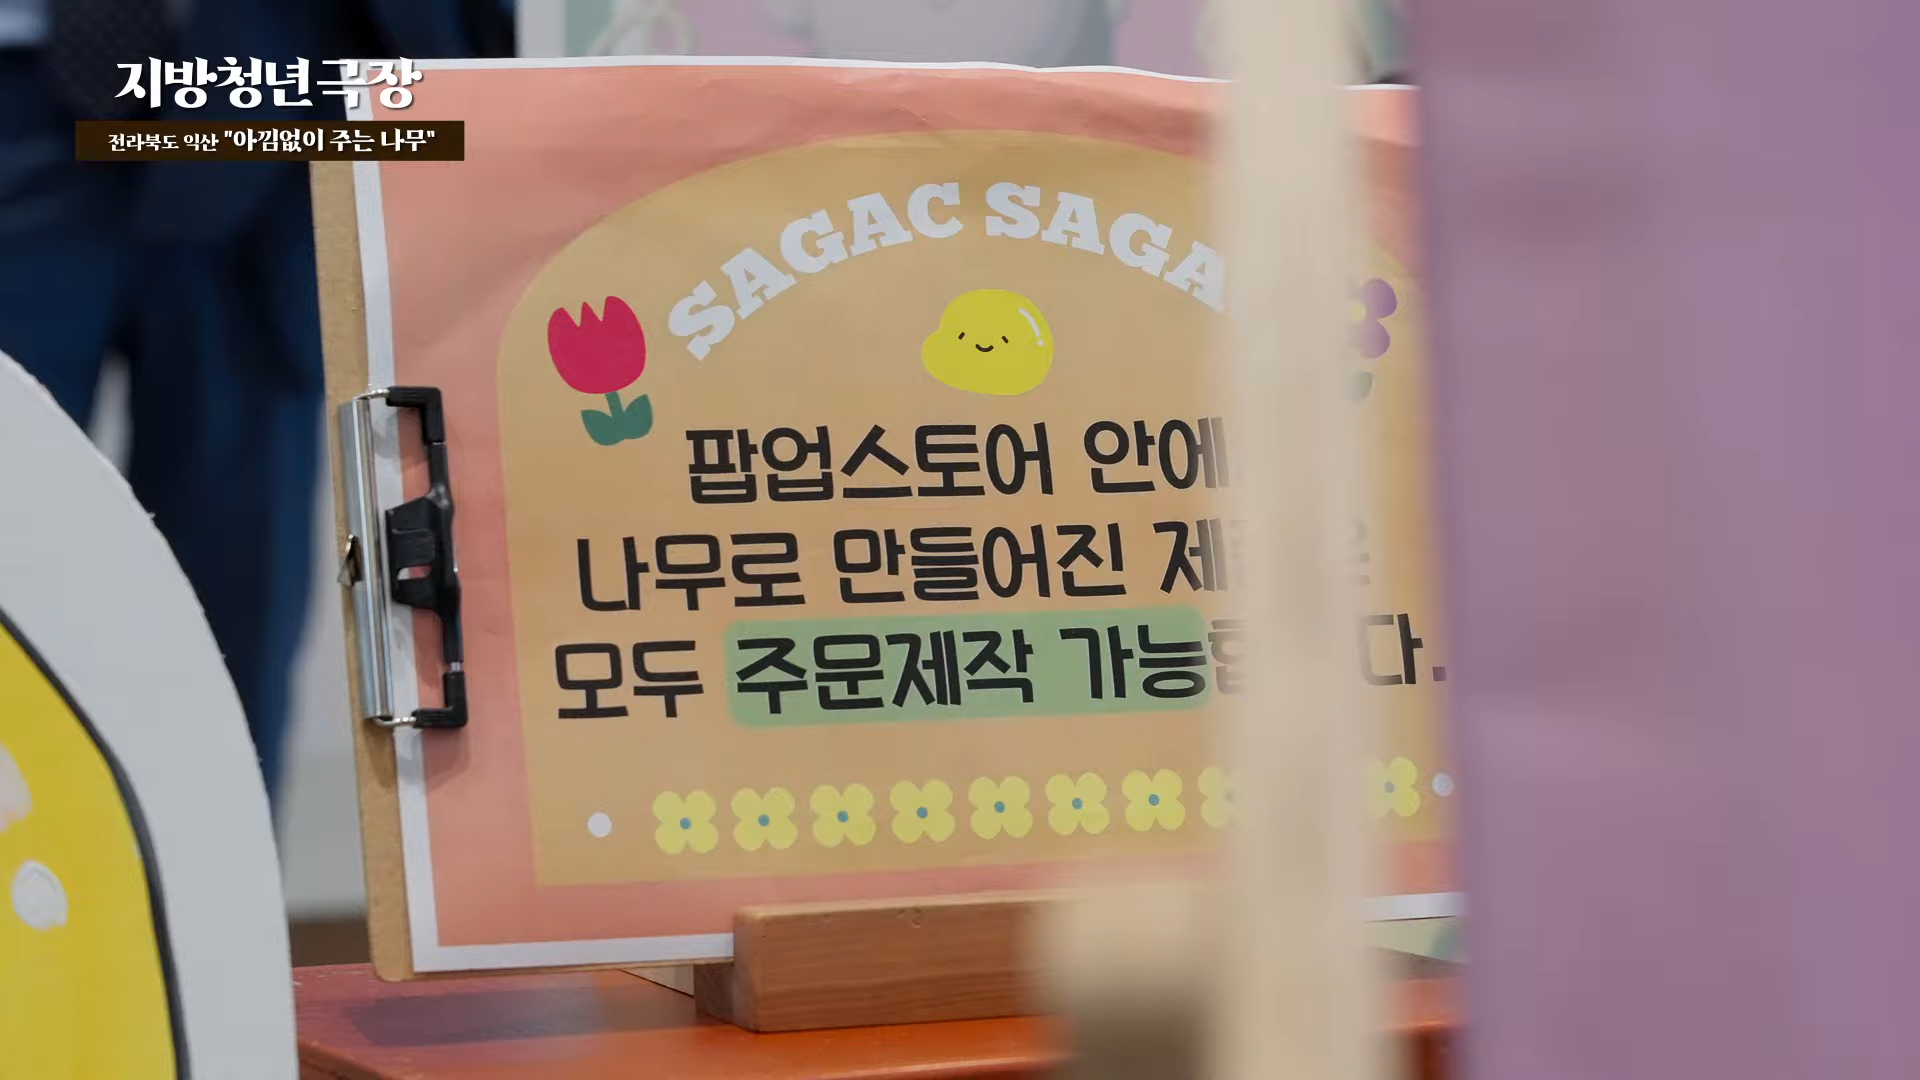 지방청년극장
전라북도 익산 "아낌없이 주는 나무"
SAGAC SAGA
팝업스토어 안에
나무로 만들어진
모두 주문제작 가능